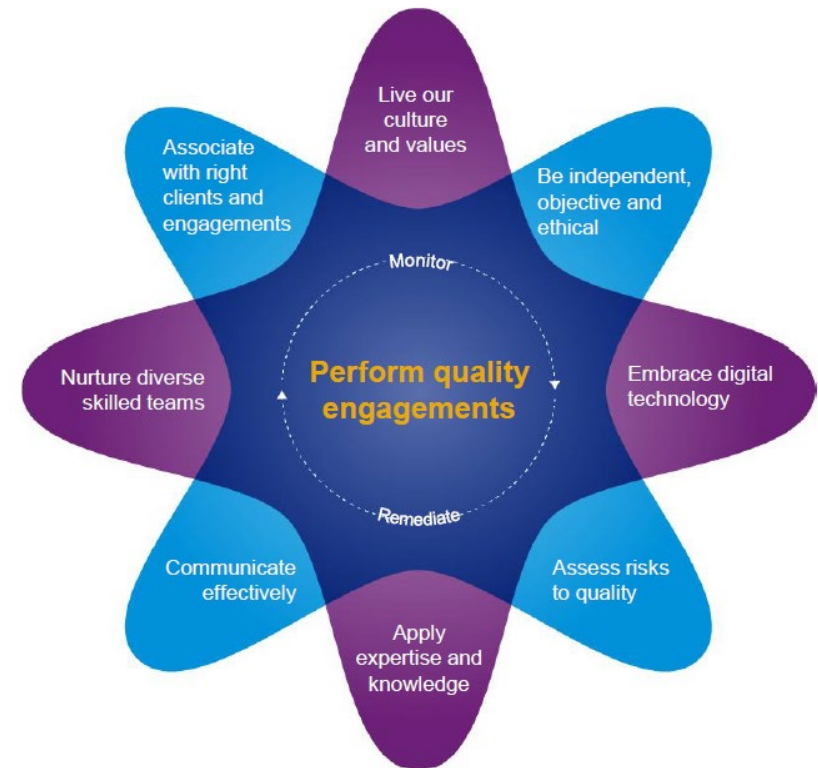 Live our
culture
and values
Be independent,
objective and
ethical
Embrace digital
technology
Assess risks
to quality
Apply
expertise and
knowledge
Communicate
effectively
Nurture diverse
skilled teams
Associate
with right
clients and
engagements
Monitor
Perform quality
engagements
Remediate